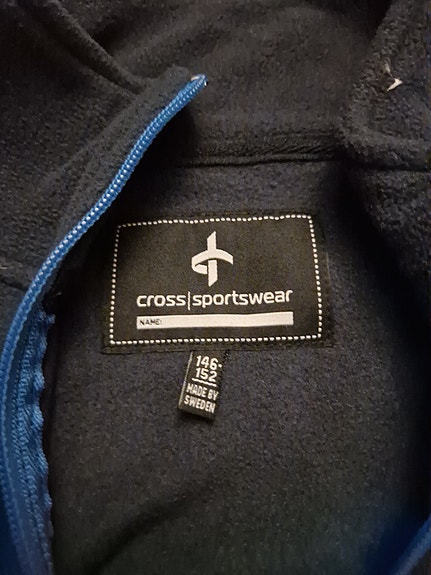 cross|sportswear
NAME:
146-
152
MADE BY
SWEDEN